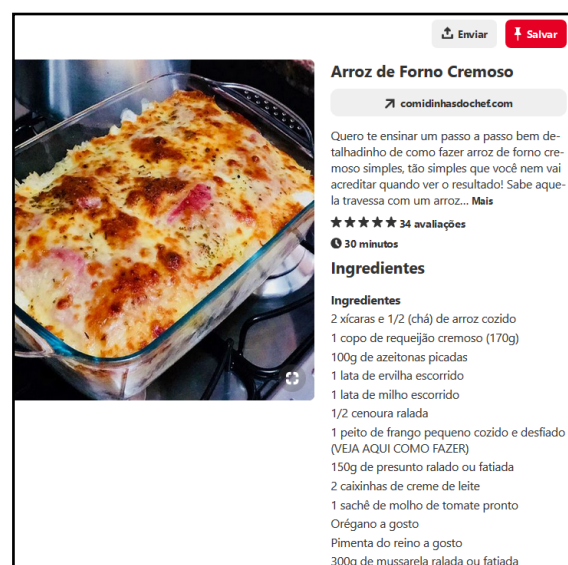 Enviar
Salvar
Arroz de Forno Cremoso
comidinhasdochef.com
Quero te ensinar um passo a passo bem de-
talhadinho de como fazer arroz de forno cre-
moso simples, tão simples que você nem vai
acreditar quando ver o resultado! Sabe aque-
la travessa com um arroz... Mais
34 avaliações
30 minutos
Ingredientes
Ingredientes
2 xícaras e 1/2 (chá) de arroz cozido
1 copo de requeijão cremoso (170g)
100g de azeitonas picadas
1 lata de ervilha escorrido
1 lata de milho escorrido
1/2 cenoura ralada
1 peito de frango pequeno cozido e desfiado
(VEJA AQUI COMO FAZER)
150g de presunto ralado ou fatiada
2 caixinhas de creme de leite
1 sachê de molho de tomate pronto
Orégano a gosto
Pimenta do reino a gosto
300g de mussarela ralada ou fatiada